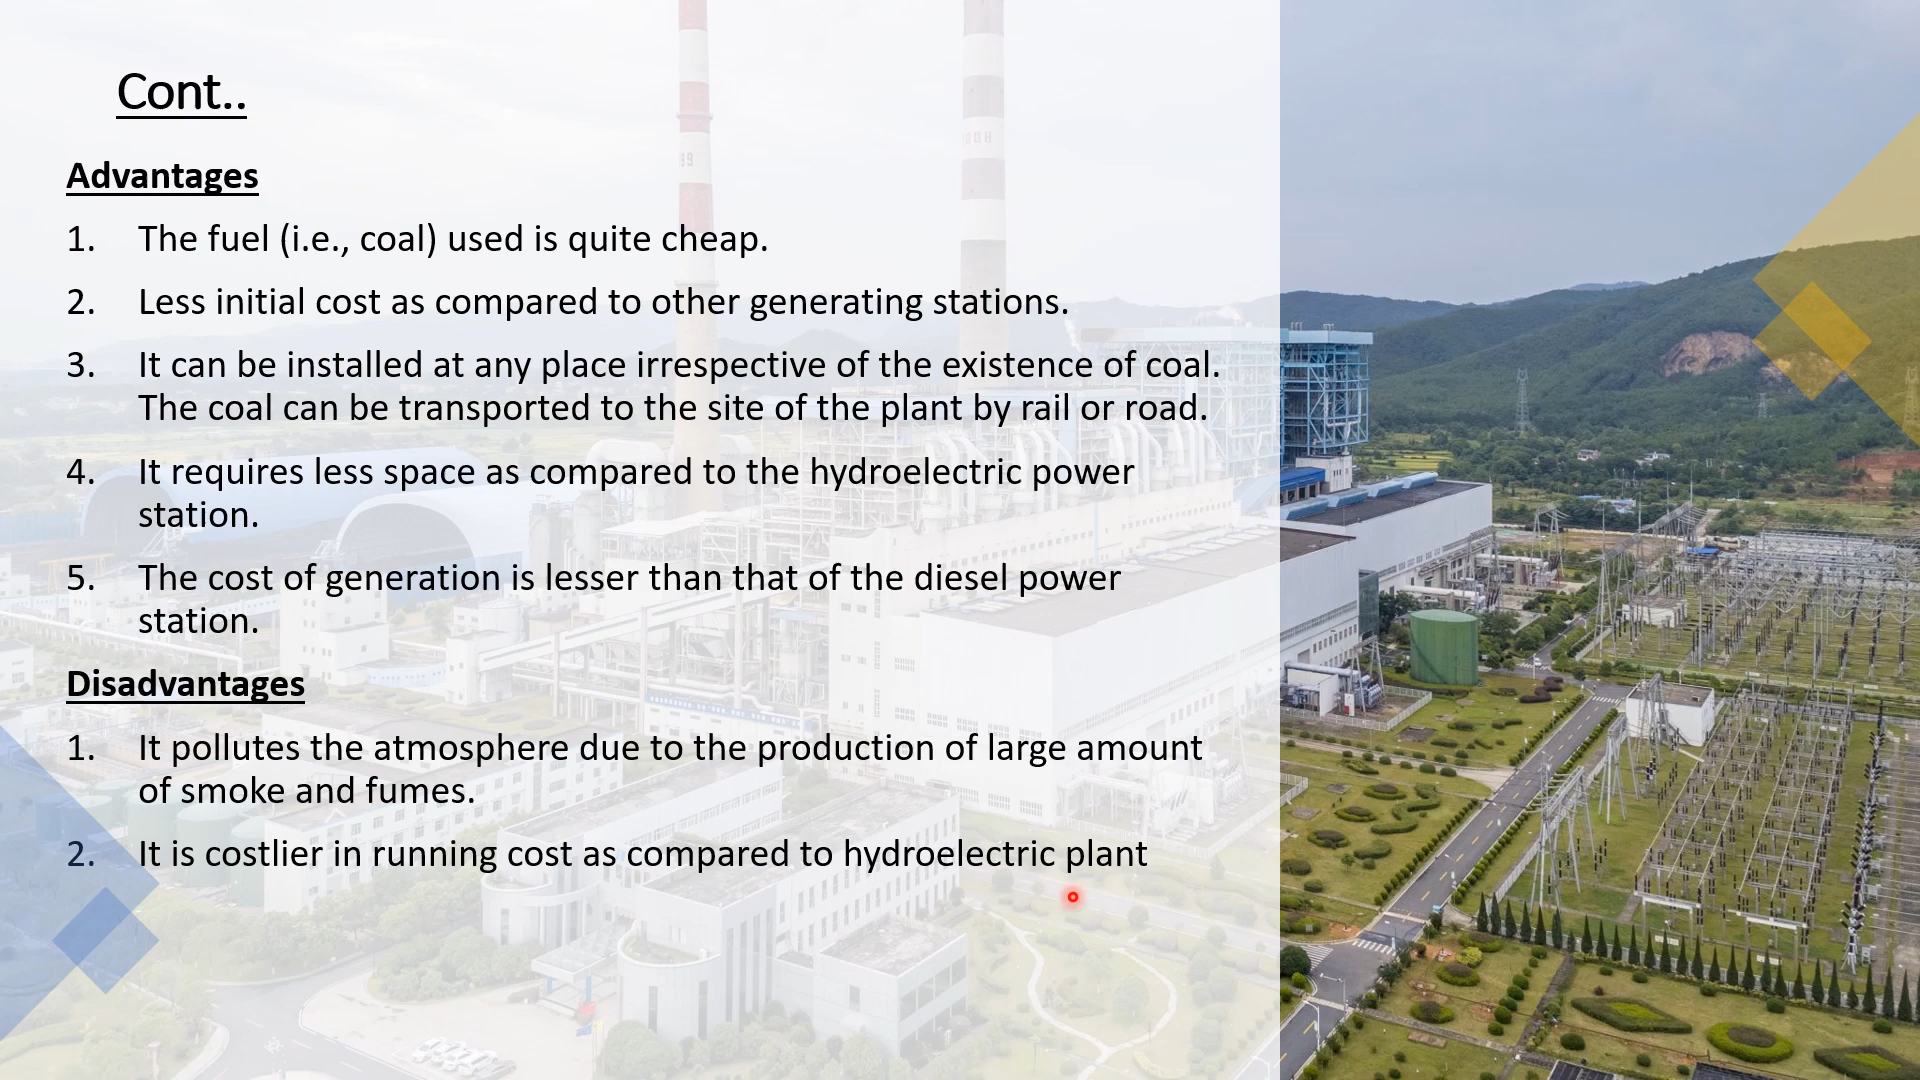 Cont..
Advantages
1. The fuel (i.e., coal) used is quite cheap.
2. Less initial cost as compared to other generating stations.
3. It can be installed at any place irrespective of the existence of coal.
The coal can be transported to the site of the plant by rail or road.
4. It requires less space as compared to the hydroelectric power
station.
5. The cost of generation is lesser than that of the diesel power
station.
Disadvantages
1. It pollutes the atmosphere due to the production of large amount
of smoke and fumes.
2. It is costlier in running cost as compared to hydroelectric plant